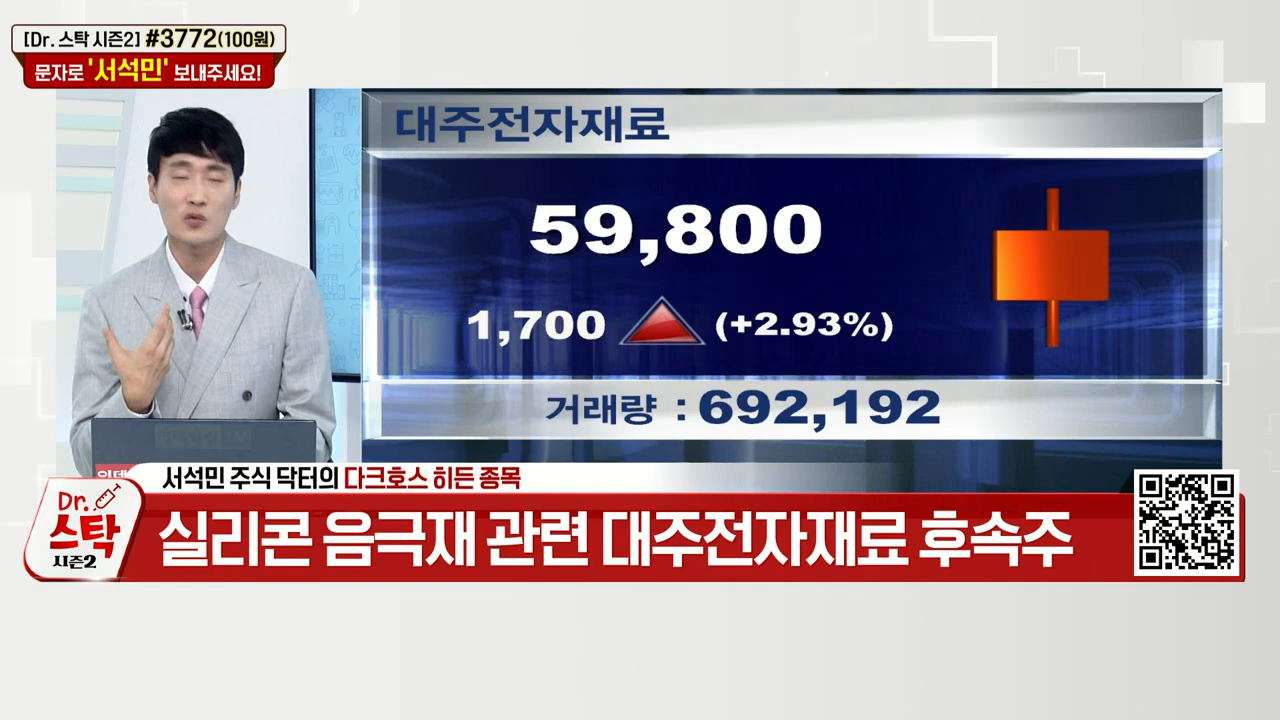 [Dr. 스탁 시즌2] #3772(100원)
문자로 '서석민' 보내주세요!
대주전자재료
59,800
1,700 ▲ (+2.93%)
거래량 : 692,192
서석민 주식 닥터의 다크호스 히든 종목
Dr.
스탁
시즌2
실리콘 음극재 관련 대주전자재료 후속주